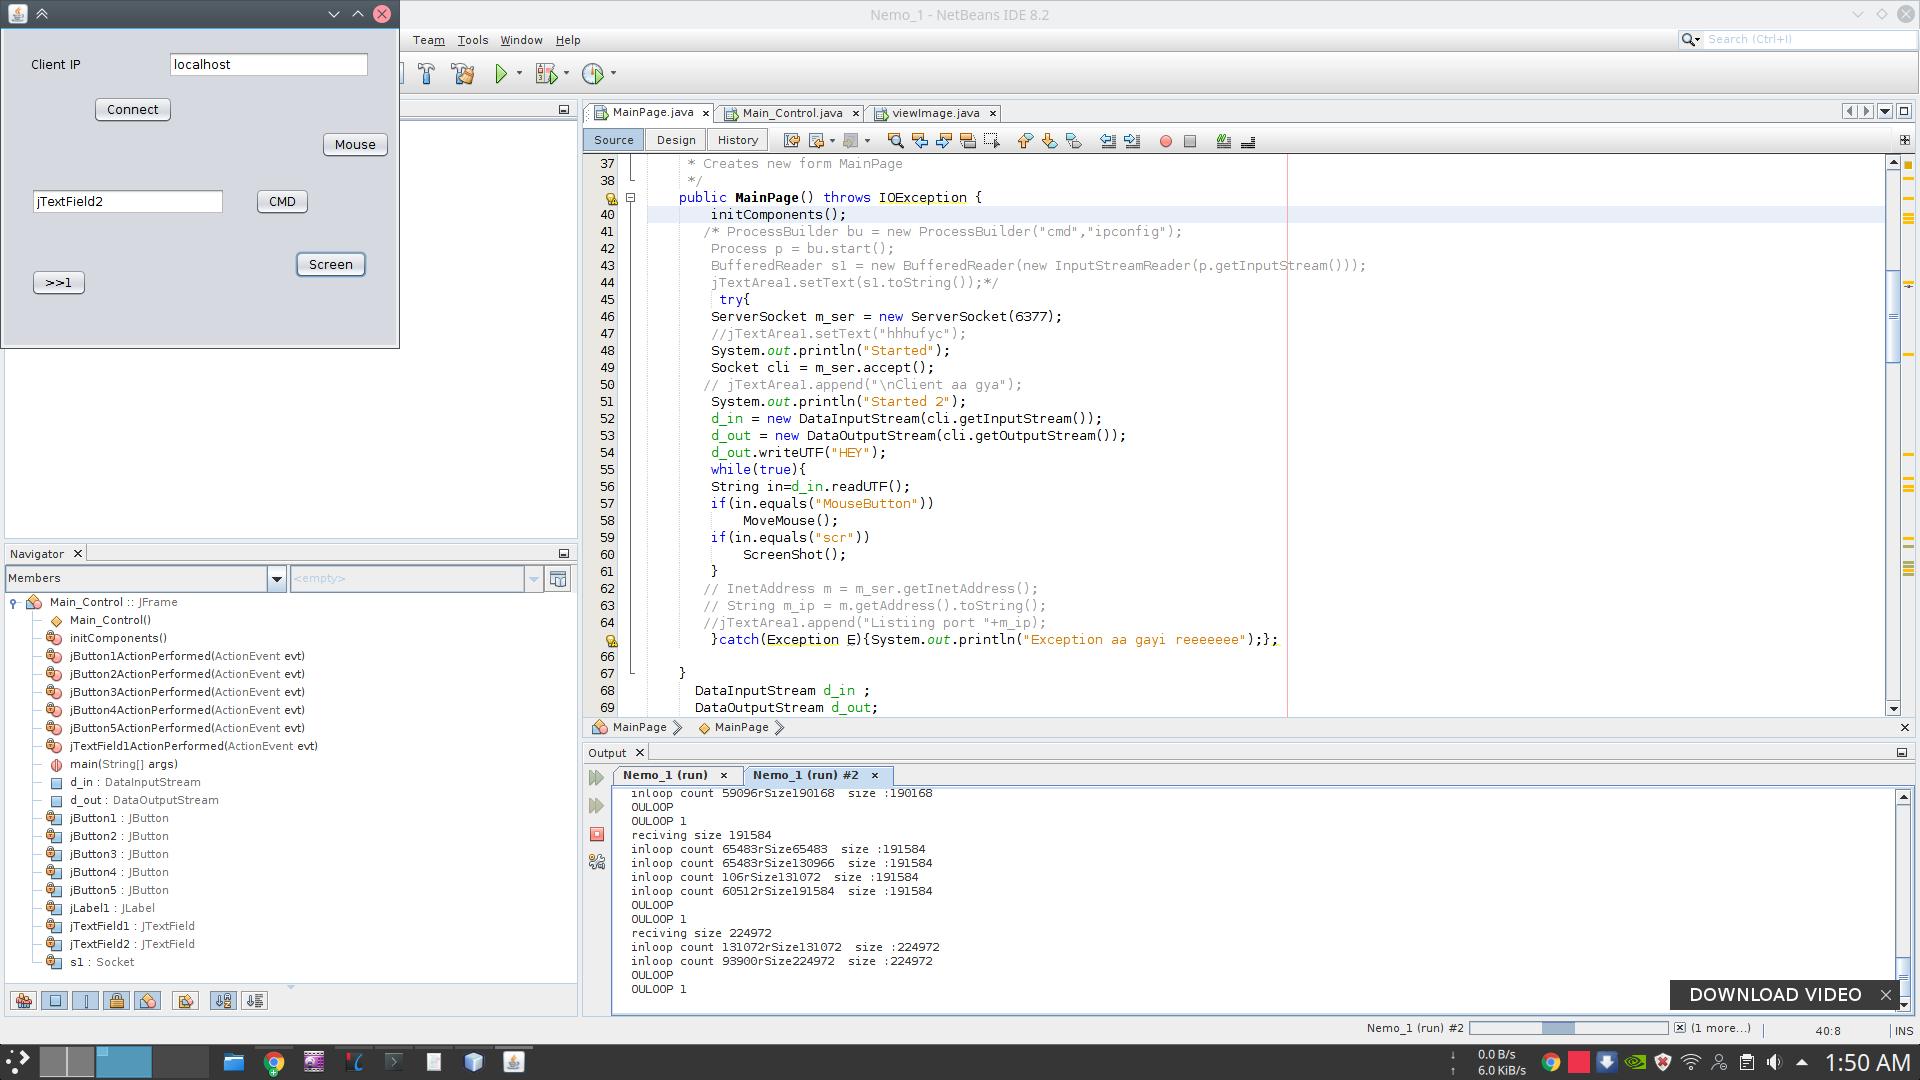 Nemo_1 - NetBeans IDE 8.2
Team Tools Window Help
Search (Ctrl+I)
Client IP
localhost
Connect
Mouse
jTextField2
CMD
Screen
>>1
MainPage.java
Main_Control.java
viewImage.java
Source
Design
History
37 * Creates new form MainPage
38 */
public MainPage() throws IOException {
40 initComponents();
41 /* ProcessBuilder bu = new ProcessBuilder("cmd","ipconfig");
42 Process p = bu.start();
43 BufferedReader s1 = new BufferedReader(new InputStreamReader(p.getInputStream()));
44 jTextArea1.setText(s1.toString());*/
45 try{
46 ServerSocket m_ser = new ServerSocket(6377);
47 //jTextArea1.setText("hhhufyc");
48 System.out.println("Started");
49 Socket cli = m_ser.accept();
50 // jTextArea1.append("\nClient aa gya");
51 System.out.println("Started 2");
52 d_in = new DataInputStream(cli.getInputStream());
53 d_out = new DataOutputStream(cli.getOutputStream());
54 d_out.writeUTF("HEY");
55 while(true){
56 String in=d_in.readUTF();
57 if(in.equals("MouseButton"))
58 MoveMouse();
59 if(in.equals("scr"))
60 ScreenShot();
61 }
62 // InetAddress m = m_ser.getInetAddress();
63 // String m_ip = m.getAddress().toString();
64 //jTextArea1.append("Listiing port "+m_ip);
}catch(Exception E){System.out.println("Exception aa gayi reeeeeee");};
66
67 }
68 DataInputStream d_in ;
69 DataOutputStream d_out;
MainPage
MainPage
Navigator
Members
<empty>
Main_Control :: JFrame
Main_Control()
initComponents()
jButton1ActionPerformed(ActionEvent evt)
jButton2ActionPerformed(ActionEvent evt)
jButton3ActionPerformed(ActionEvent evt)
jButton4ActionPerformed(ActionEvent evt)
jButton5ActionPerformed(ActionEvent evt)
jTextField1ActionPerformed(ActionEvent evt)
main(String[] args)
d_in : DataInputStream
d_out : DataOutputStream
jButton1 : JButton
jButton2 : JButton
jButton3 : JButton
jButton4 : JButton
jButton5 : JButton
jLabel1 : JLabel
jTextField1 : JTextField
jTextField2 : JTextField
s1 : Socket
Output
Nemo_1 (run)
Nemo_1 (run) #2
inloop count 59096rSize190168 size :190168
OULOOP
OULOOP 1
reciving size 191584
inloop count 65483rSize65483 size :191584
inloop count 65483rSize130966 size :191584
inloop count 106rSize131072 size :191584
inloop count 60512rSize191584 size :191584
OULOOP
OULOOP 1
reciving size 224972
inloop count 131072rSize131072 size :224972
inloop count 93900rSize224972 size :224972
OULOOP
OULOOP 1
DOWNLOAD VIDEO
Nemo_1 (run) #2
(1 more...)
40:8
INS
0.0 B/s
6.0 KiB/s
1:50 AM